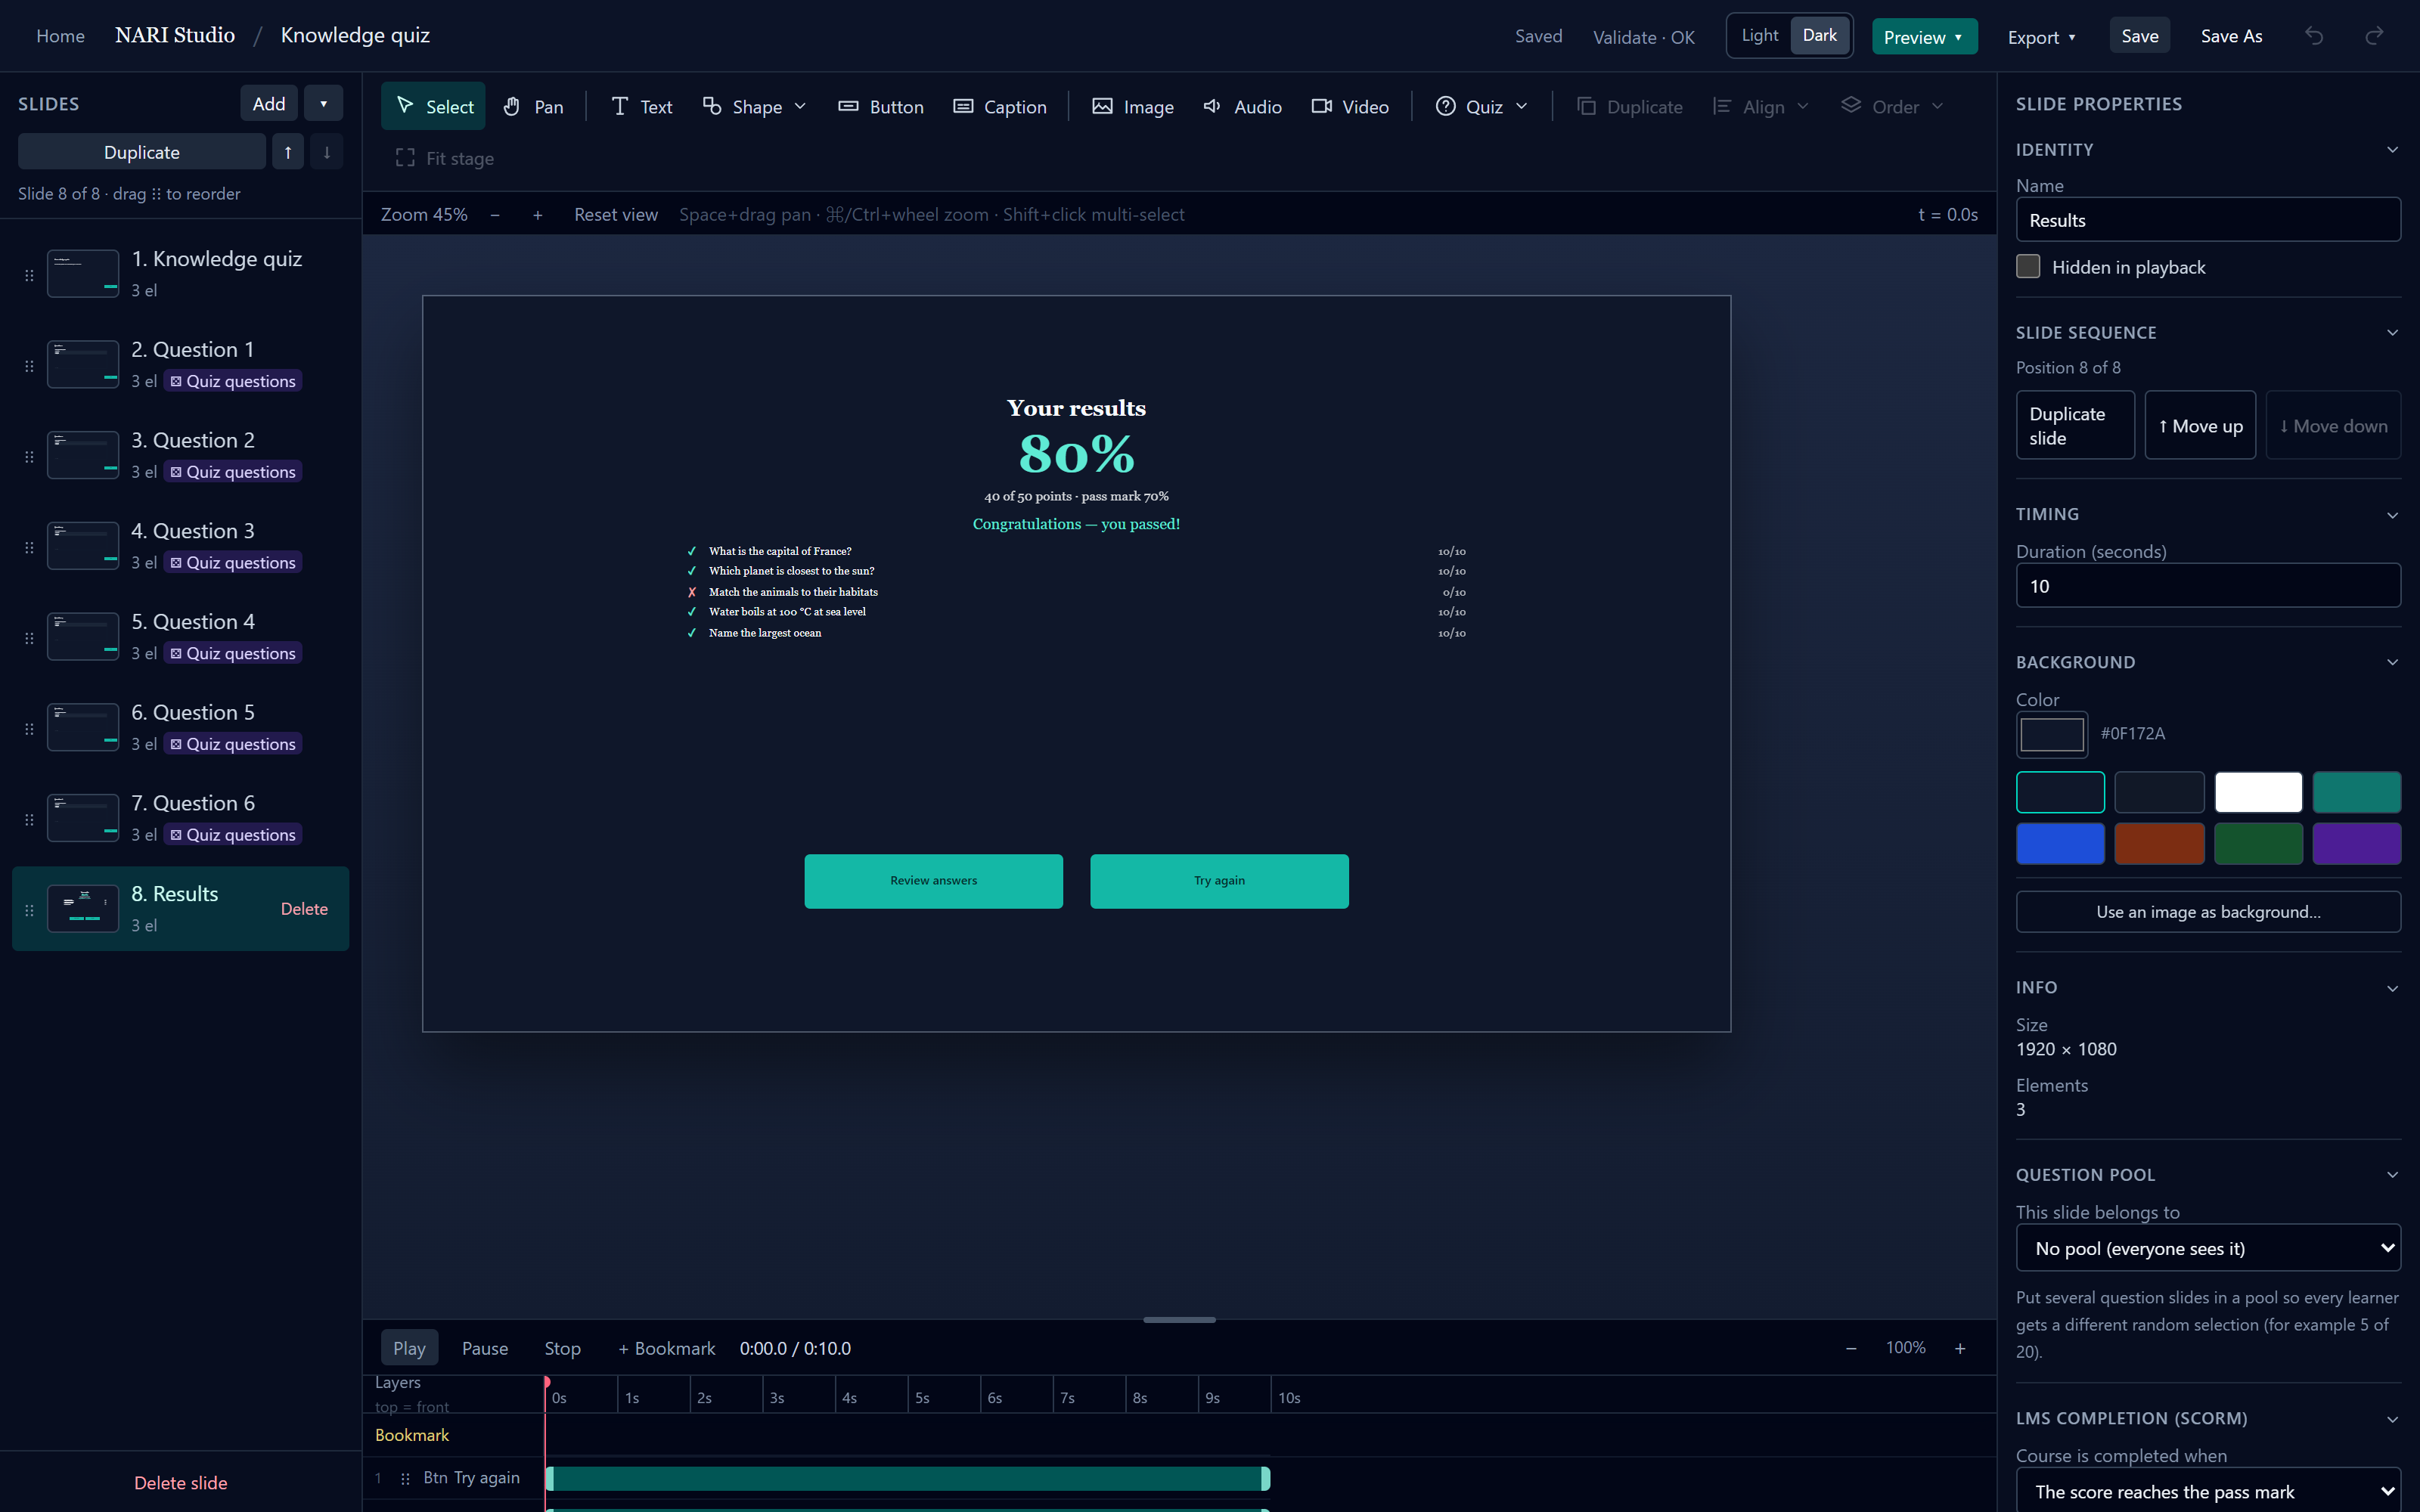 Home NARI Studio / Knowledge quiz Saved Validate · OK Light Dark Preview ▼ Export ▼ Save Save As
SLIDES Add ▼
Duplicate ↑ ↓
Slide 8 of 8 · drag ⠿ to reorder
1. Knowledge quiz
3 el
2. Question 1
3 el Quiz questions
3. Question 2
3 el Quiz questions
4. Question 3
3 el Quiz questions
5. Question 4
3 el Quiz questions
6. Question 5
3 el Quiz questions
7. Question 6
3 el Quiz questions
8. Results
3 el
Delete
Delete slide
Select Pan Text Shape Button Caption Image Audio Video Quiz Duplicate Align Order
Fit stage
Zoom 45% − + Reset view Space+drag pan · ⌘/Ctrl+wheel zoom · Shift+click multi-select t = 0.0s
Your results
80%
40 of 50 points · pass mark 70%
Congratulations — you passed!
✓ What is the capital of France? 10/10
✓ Which planet is closest to the sun? 10/10
✗ Match the animals to their habitats 0/10
✓ Water boils at 100 °C at sea level 10/10
✓ Name the largest ocean 10/10
Review answers Try again
Play Pause Stop + Bookmark 0:00.0 / 0:10.0 − 100% +
Layers
top = front
0s 1s 2s 3s 4s 5s 6s 7s 8s 9s 10s
Bookmark
1 Btn Try again
SLIDE PROPERTIES
IDENTITY
Name
Results
Hidden in playback
SLIDE SEQUENCE
Position 8 of 8
Duplicate slide ↑ Move up ↓ Move down
TIMING
Duration (seconds)
10
BACKGROUND
Color
#0F172A
Use an image as background...
INFO
Size
1920 × 1080
Elements
3
QUESTION POOL
This slide belongs to
No pool (everyone sees it)
Put several question slides in a pool so every learner
gets a different random selection (for example 5 of
20).
LMS COMPLETION (SCORM)
Course is completed when
The score reaches the pass mark